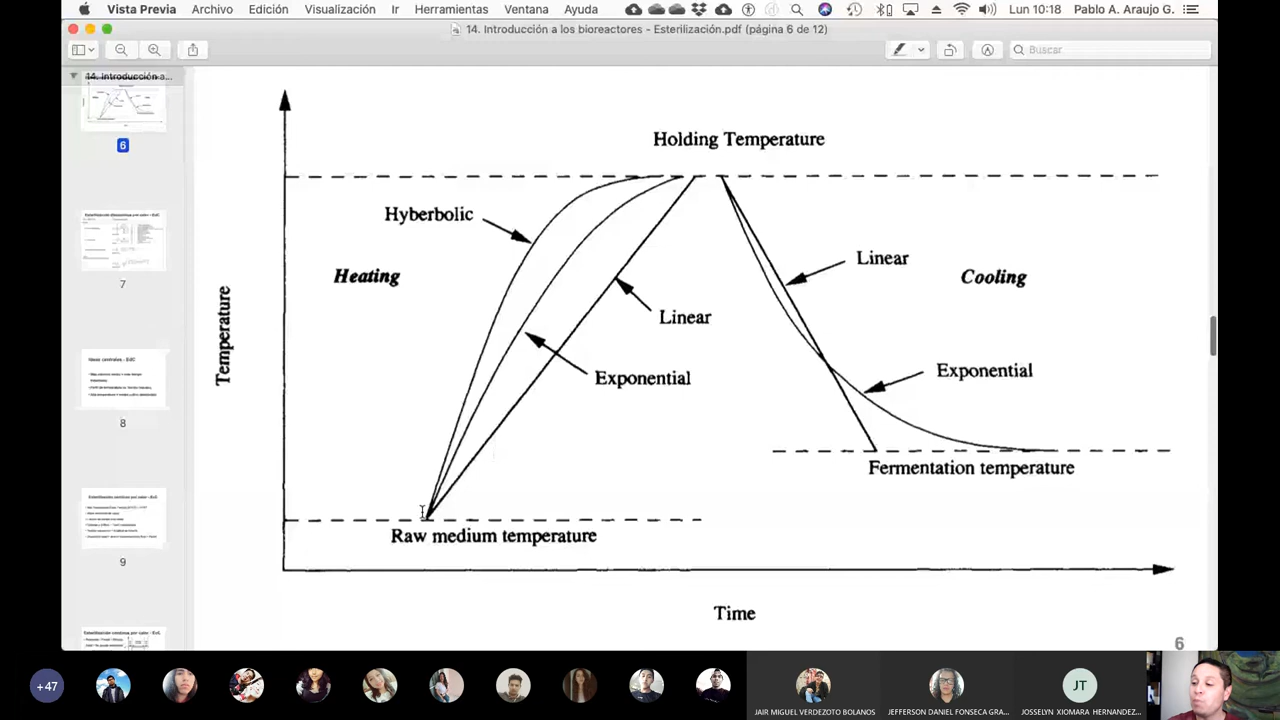 Vista Previa Archivo Edición Visualización Ir Herramientas Ventana Ayuda Lun 10:18 Pablo A. Araujo G.
14. Introducción a los bioreactores - Esterilización.pdf (página 6 de 12)
Buscar
14. Introducción a...
6
7
8
9
Holding Temperature
Hyberbolic
Heating
Linear
Linear
Cooling
Exponential
Exponential
Temperature
Fermentation temperature
Raw medium temperature
Time
6
+47
JT
JAIR MIGUEL VERDEZOTO BOLANOS
JEFFERSON DANIEL FONSECA GRA...
JOSSELYN XIOMARA HERNANDEZ...